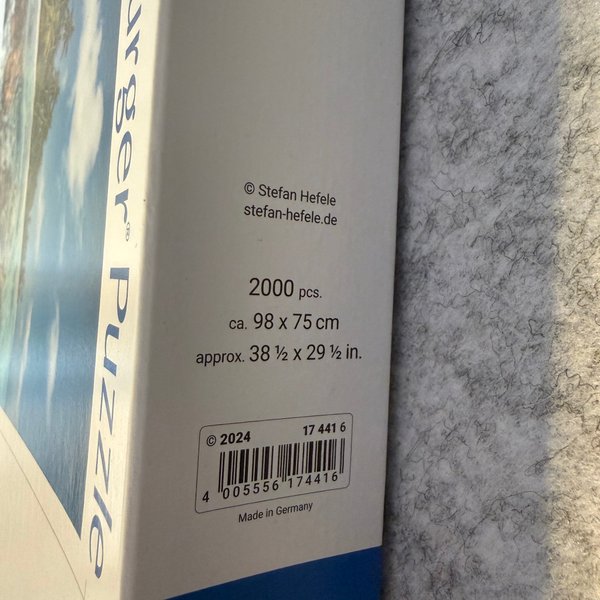 urger® Puzzle
© Stefan Hefele
stefan-hefele.de
2000 pcs.
ca. 98 x 75 cm
approx. 38 ½ x 29 ½ in.
© 2024 17 441 6
4 005556 174416
Made in Germany